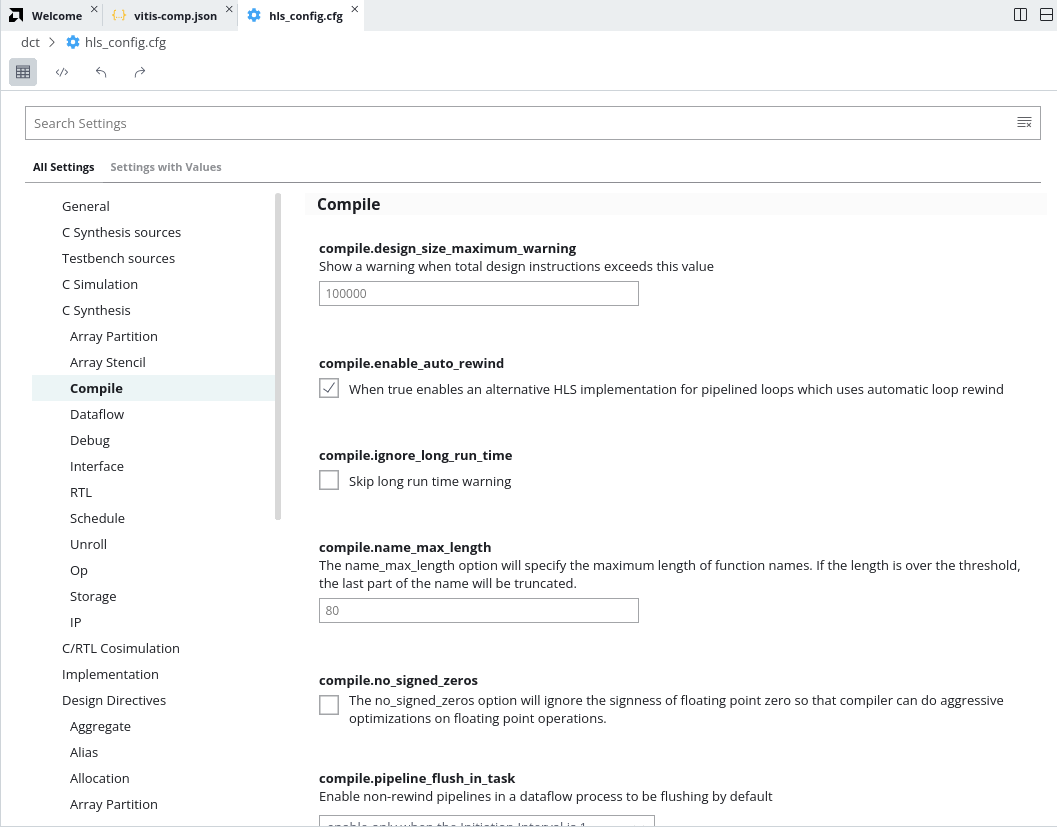 Welcome
vitis-comp.json
hls_config.cfg
dct > hls_config.cfg
Search Settings
All Settings
Settings with Values
General
C Synthesis sources
Testbench sources
C Simulation
C Synthesis
Array Partition
Array Stencil
Compile
Dataflow
Debug
Interface
RTL
Schedule
Unroll
Op
Storage
IP
C/RTL Cosimulation
Implementation
Design Directives
Aggregate
Alias
Allocation
Array Partition
Compile
compile.design_size_maximum_warning
Show a warning when total design instructions exceeds this value
100000
compile.enable_auto_rewind
When true enables an alternative HLS implementation for pipelined loops which uses automatic loop rewind
compile.ignore_long_run_time
Skip long run time warning
compile.name_max_length
The name_max_length option will specify the maximum length of function names. If the length is over the threshold,
the last part of the name will be truncated.
80
compile.no_signed_zeros
The no_signed_zeros option will ignore the signness of floating point zero so that compiler can do aggressive
optimizations on floating point operations.
compile.pipeline_flush_in_task
Enable non-rewind pipelines in a dataflow process to be flushing by default
enable only when the Initiation Interval is 1